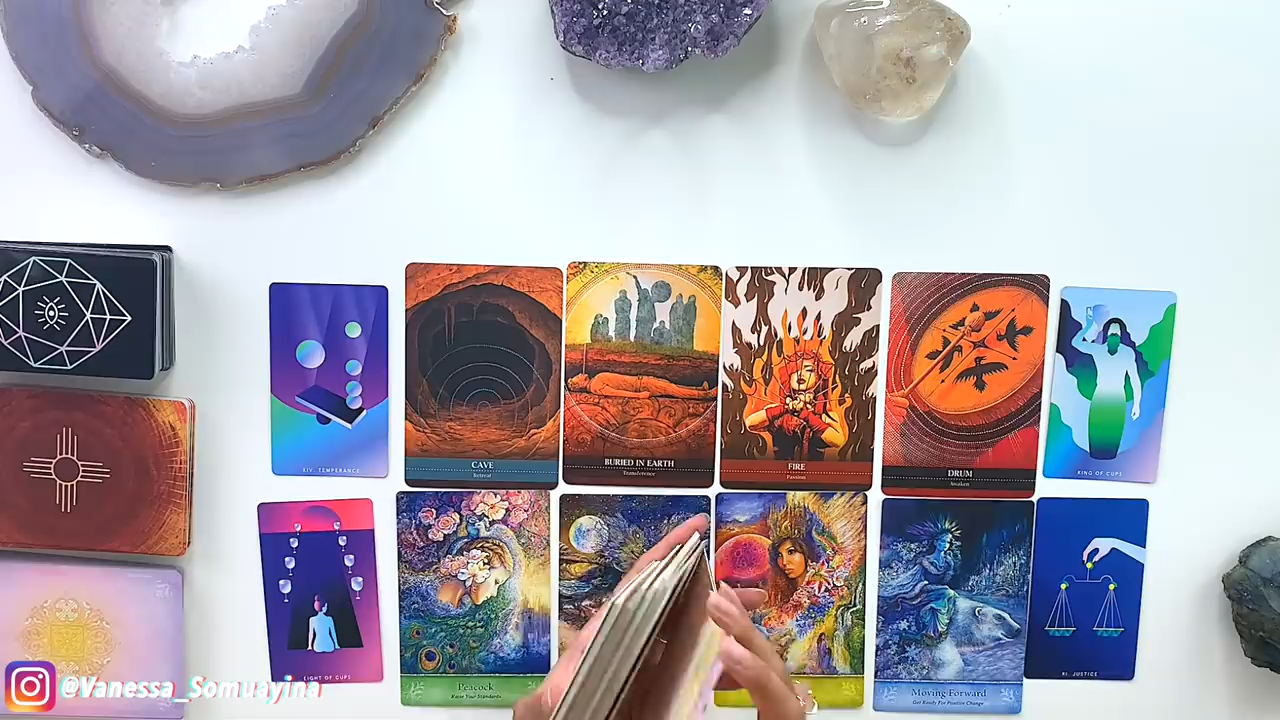 XIV. TEMPERANCE
CAVE
Retreat
BURIED IN EARTH
Transference
FIRE
Passion
DRUM
Awaken
KING OF CUPS
EIGHT OF CUPS
Peacock
Raise Your Standards
Moving Forward
Get Ready For Positive Change
XI. JUSTICE
@Vanessa_Somuayina